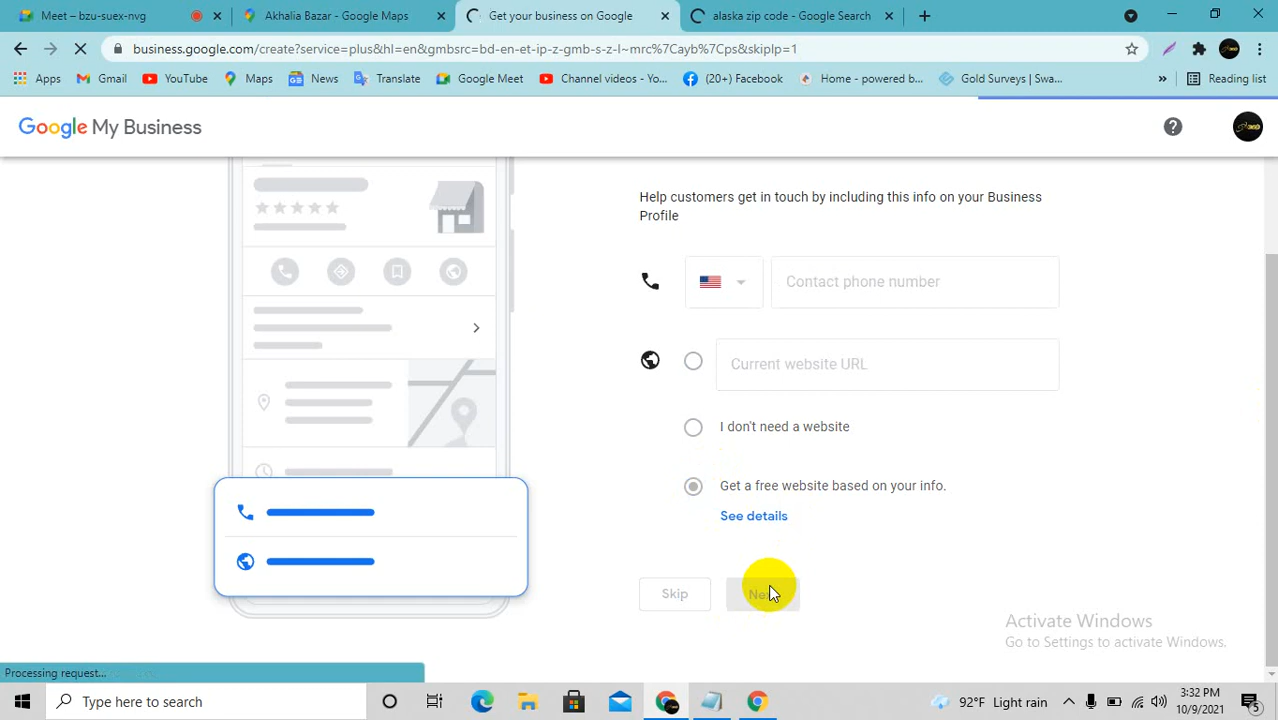 Meet – bzu-suex-nvg
Akhalia Bazar - Google Maps
Get your business on Google
alaska zip code - Google Search
business.google.com/create?service=plus&hl=en&gmbsrc=bd-en-et-ip-z-gmb-s-z-l~mrc%7Cayb%7Cps&skipIp=1
Apps
Gmail
YouTube
Maps
News
Translate
Google Meet
Channel videos - Yo...
(20+) Facebook
Home - powered b...
Gold Surveys | Swa...
Reading list
Google My Business
Help customers get in touch by including this info on your Business
Profile
Contact phone number
Current website URL
I don't need a website
Get a free website based on your info.
See details
Skip
Next
Activate Windows
Go to Settings to activate Windows.
Processing request...
Type here to search
92°F Light rain
3:32 PM
10/9/2021
5